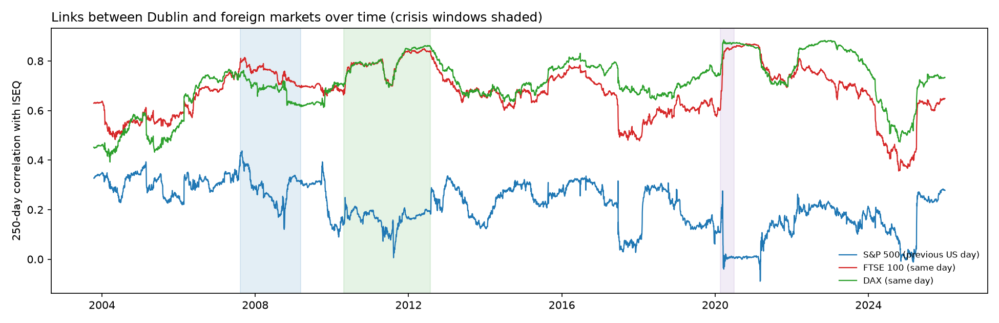 Links between Dublin and foreign markets over time (crisis windows shaded)
250-day correlation with ISEQ
0.8
0.6
0.4
0.2
0.0
S&P 500 (previous US day)
FTSE 100 (same day)
DAX (same day)
2004 2008 2012 2016 2020 2024